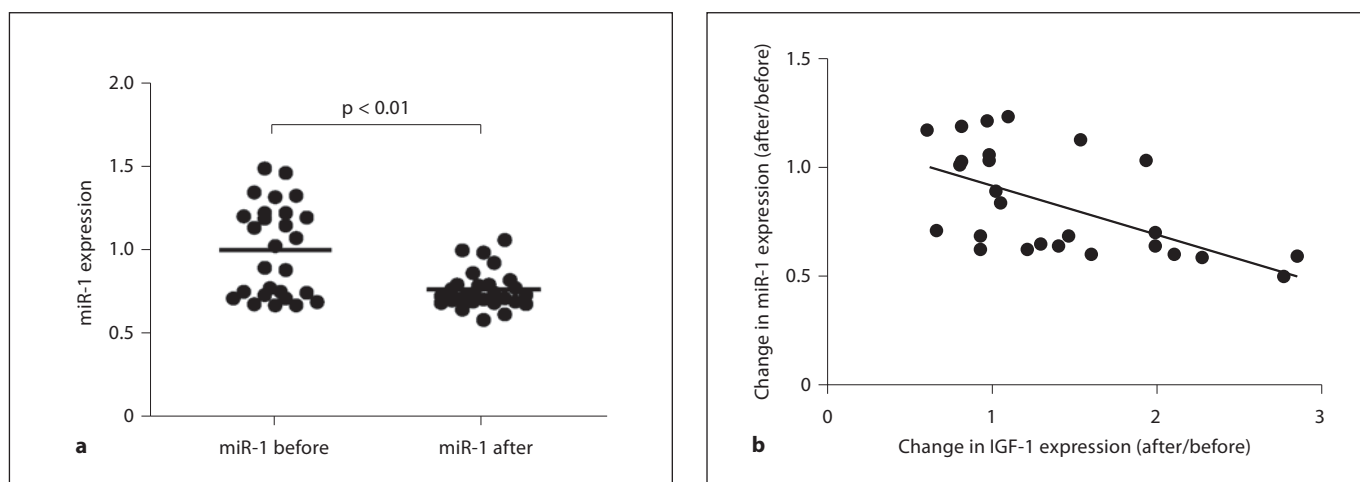 2.0
1.5
1.0
0.5
0
miR-1 expression
p < 0.01
miR-1 before
miR-1 after
a
1.5
1.0
0.5
0
Change in miR-1 expression (after/before)
0
1
2
3
Change in IGF-1 expression (after/before)
b